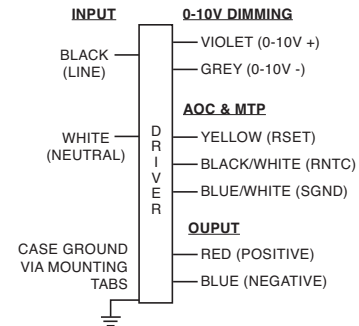 INPUT
BLACK
(LINE)
WHITE
(NEUTRAL)
CASE GROUND
VIA MOUNTING
TABS
DRIVER
0-10V DIMMING
VIOLET (0-10V +)
GREY (0-10V -)
AOC & MTP
YELLOW (RSET)
BLACK/WHITE (RNTC)
BLUE/WHITE (SGND)
OUPUT
RED (POSITIVE)
BLUE (NEGATIVE)